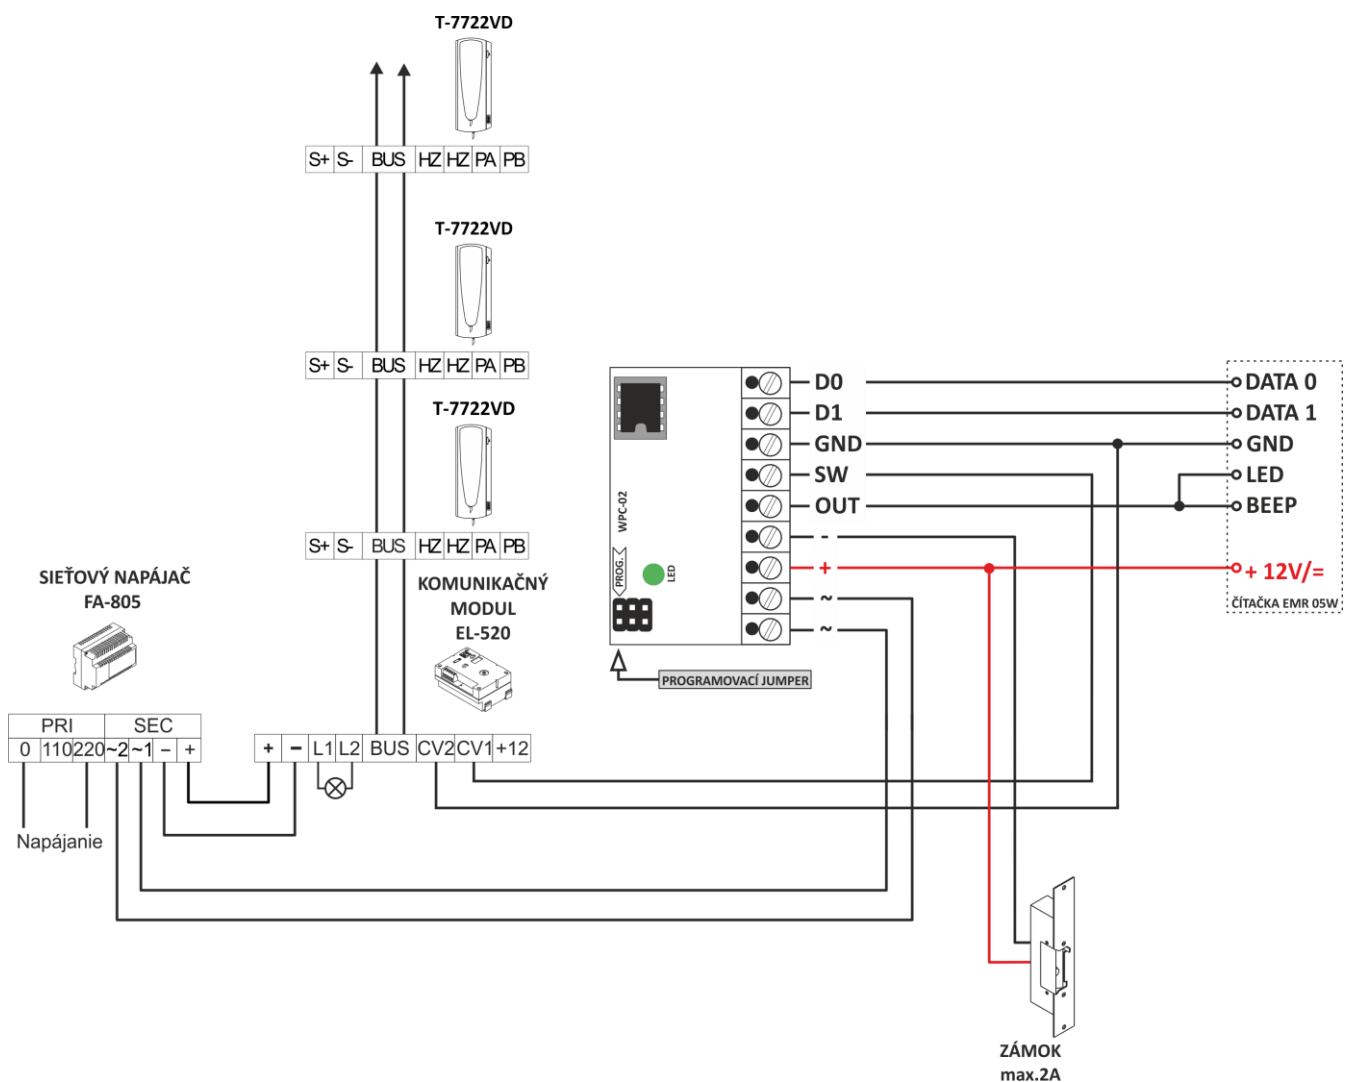 T-7722VD
S+ S- BUS HZ HZ PA PB
T-7722VD
S+ S- BUS HZ HZ PA PB
T-7722VD
S+ S- BUS HZ HZ PA PB
SIEŤOVÝ NAPÁJAČ
FA-805
KOMUNIKAČNÝ
MODUL
EL-520
PRI SEC
0 110 220 ~2 ~1 – +
Napájanie
+ – L1 L2 BUS CV2 CV1 +12
WPC-02
PROG.
LED
PROGRAMOVACÍ JUMPER
D0
D1
GND
SW
OUT
-
+
~
~
DATA 0
DATA 1
GND
LED
BEEP
+ 12V/=
ČÍTAČKA EMR 05W
ZÁMOK
max.2A